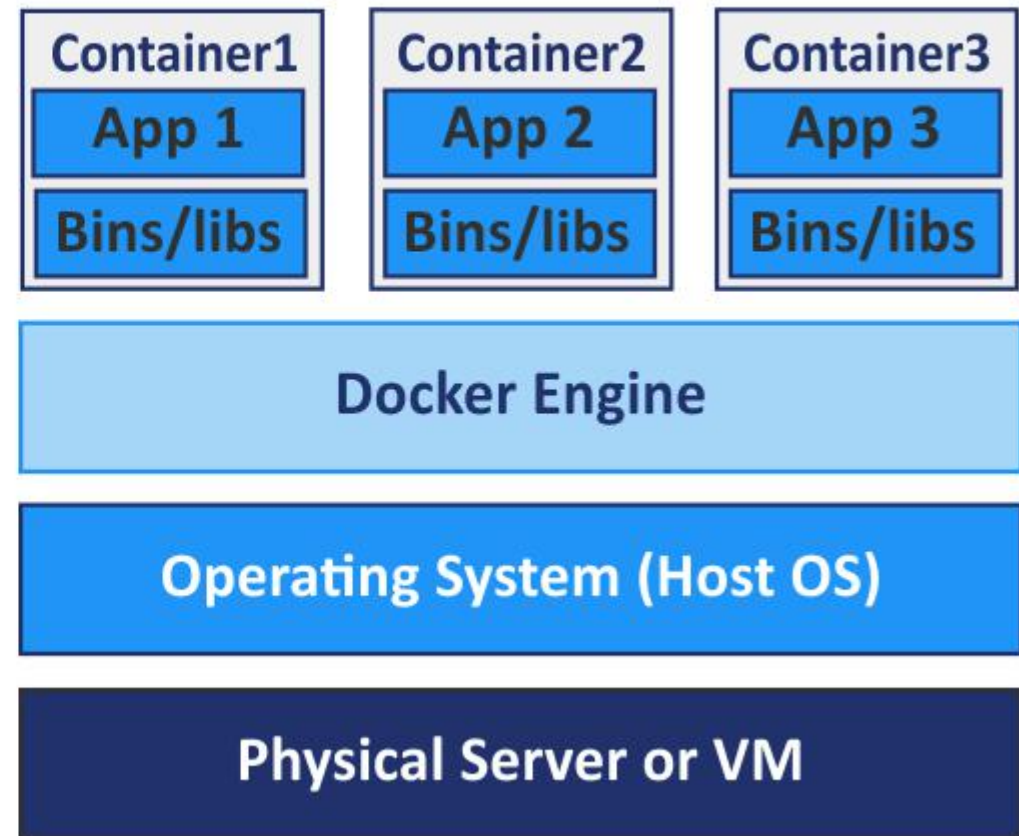 Container1 Container2 Container3
App 1 App 2 App 3
Bins/libs Bins/libs Bins/libs
Docker Engine
Operating System (Host OS)
Physical Server or VM